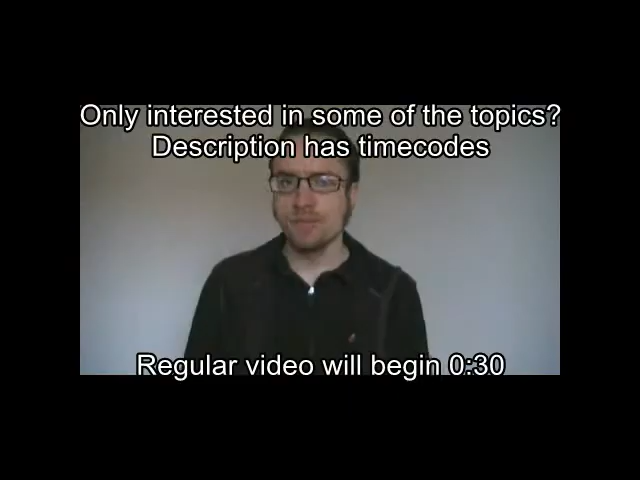 Only interested in some of the topics?
Description has timecodes
Regular video will begin 0:30